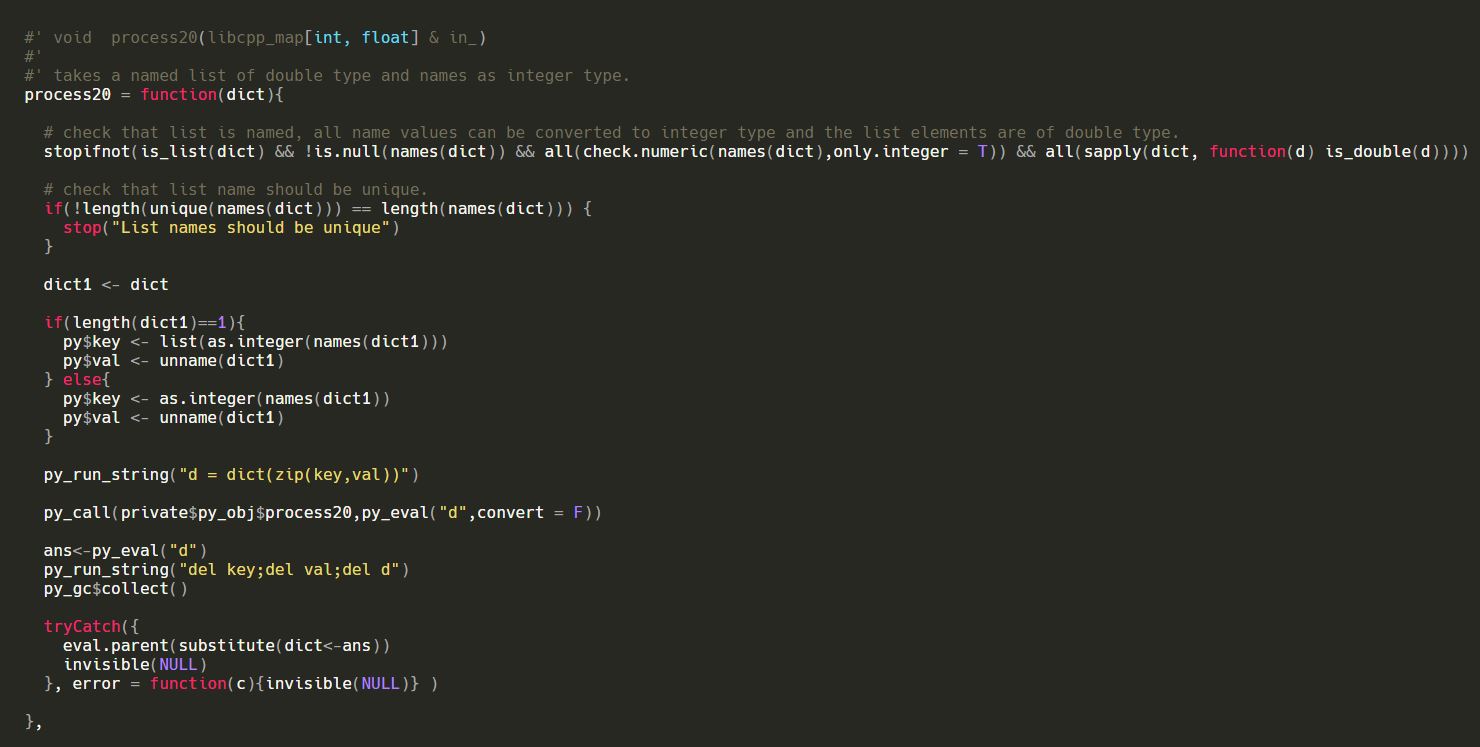 #' void  process20(libcpp_map[int, float] & in_)
#'
#' takes a named list of double type and names as integer type.
process20 = function(dict){
# check that list is named, all name values can be converted to integer type and the list elements are of double type.
stopifnot(is_list(dict) && !is.null(names(dict)) && all(check.numeric(names(dict),only.integer = T)) && all(sapply(dict, function(d) is_double(d))))
# check that list name should be unique.
if(!length(unique(names(dict))) == length(names(dict))) {
stop("List names should be unique")
}
dict1 <- dict
if(length(dict1)==1){
py$key <- list(as.integer(names(dict1)))
py$val <- unname(dict1)
} else{
py$key <- as.integer(names(dict1))
py$val <- unname(dict1)
}
py_run_string("d = dict(zip(key,val))")
py_call(private$py_obj$process20,py_eval("d",convert = F))
ans<-py_eval("d")
py_run_string("del key;del val;del d")
py_gc$collect()
tryCatch({
eval.parent(substitute(dict<-ans))
invisible(NULL)
}, error = function(c){invisible(NULL)} )
},